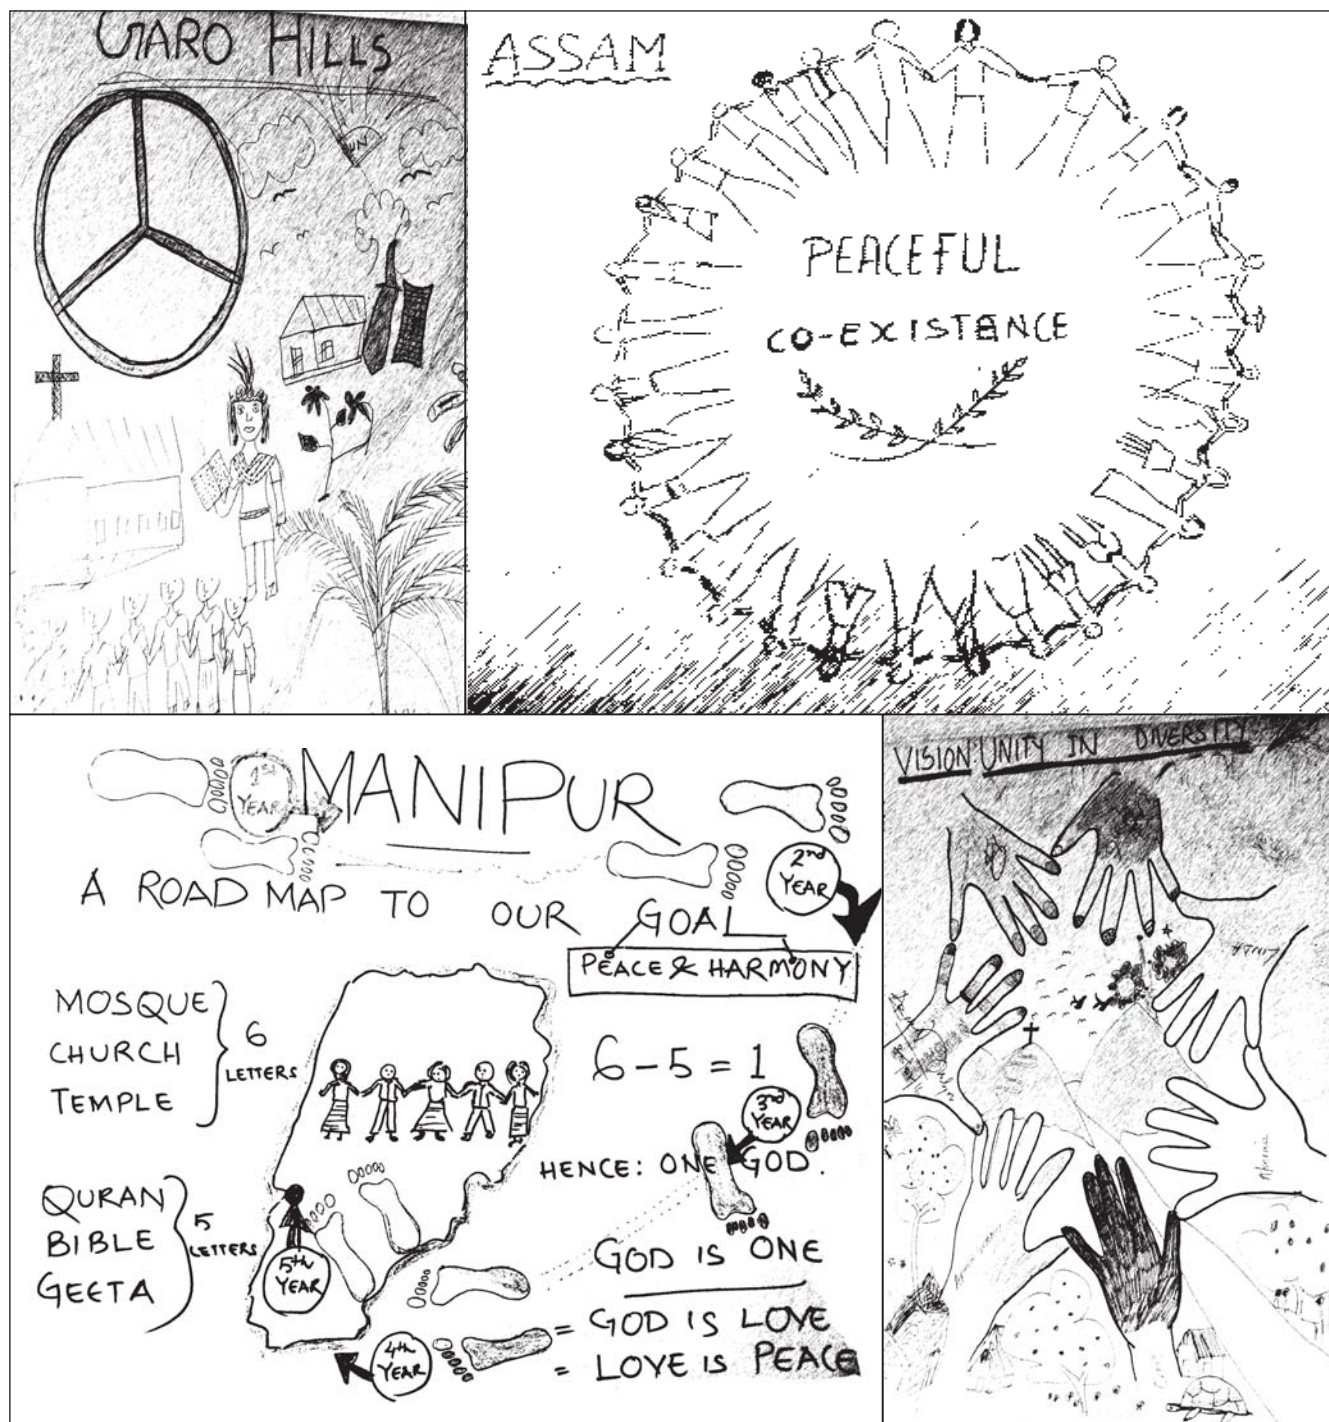 GARO HILLS
UN
ASSAM
PEACEFUL
CO-EXISTENCE
1st
YEAR
MANIPUR
2nd
YEAR
A ROAD MAP TO OUR GOAL
PEACE & HARMONY
MOSQUE
CHURCH
TEMPLE
6
LETTERS
6-5=1
3rd
YEAR
HENCE: ONE GOD.
QURAN
BIBLE
GEETA
5
LETTERS
5th
YEAR
GOD IS ONE
= GOD IS LOVE
= LOVE IS PEACE
4th
YEAR
VISION'UNITY IN DIVERSITY